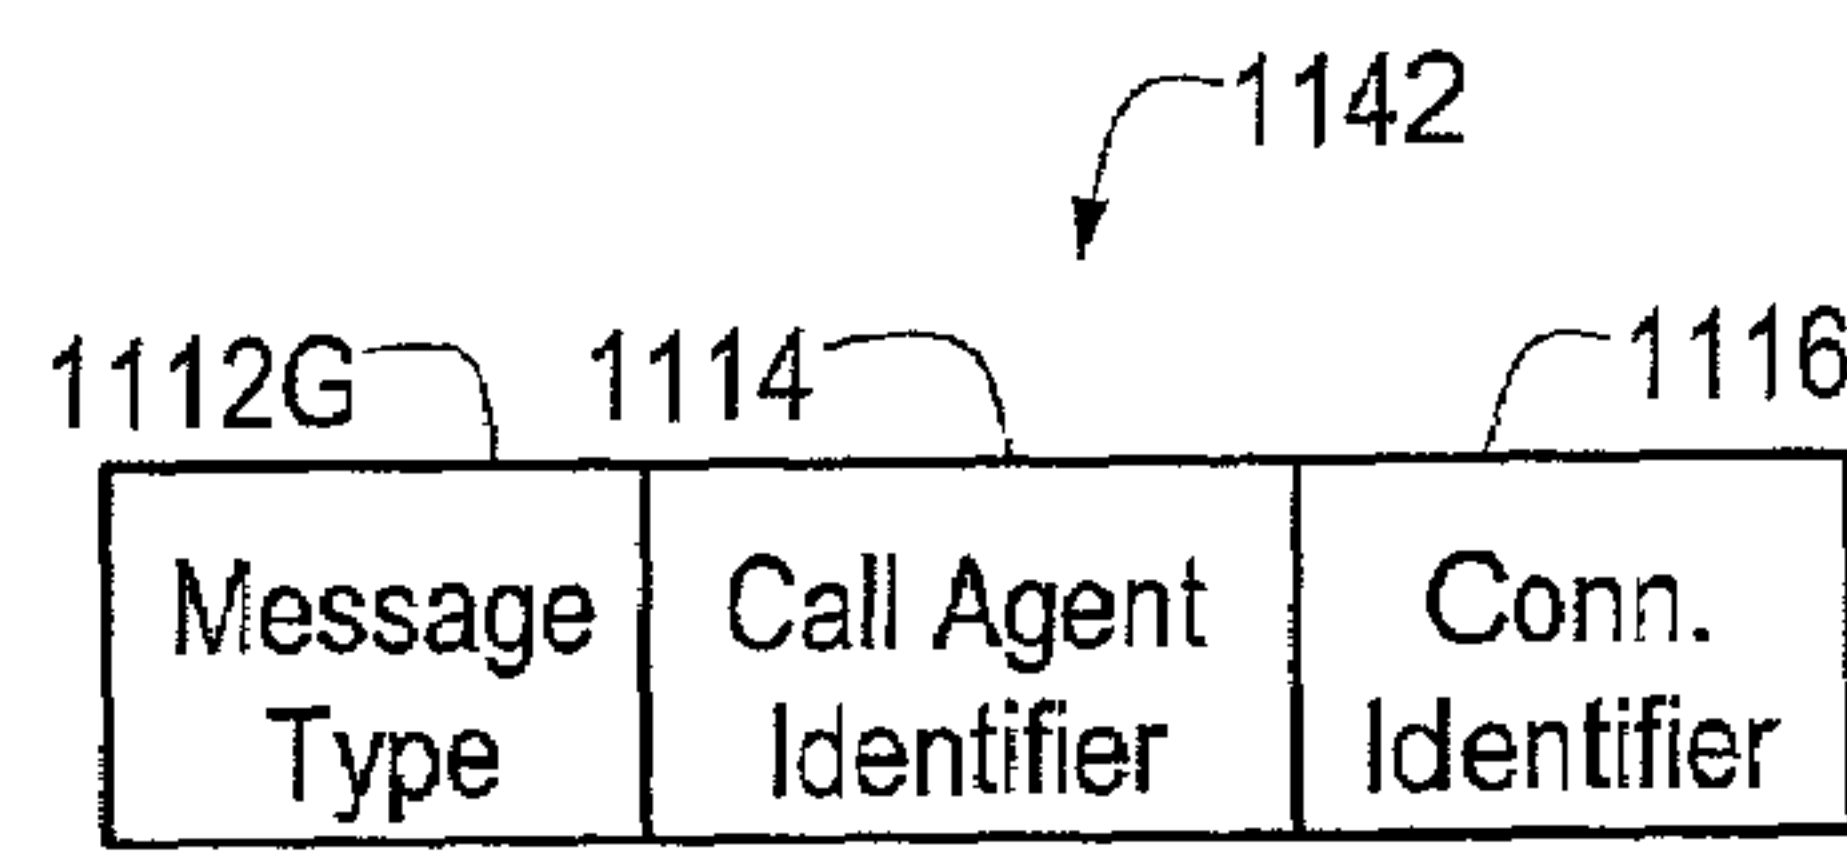 1142
1112G 1114 1116
Message Type
Call Agent Identifier
Conn. Identifier